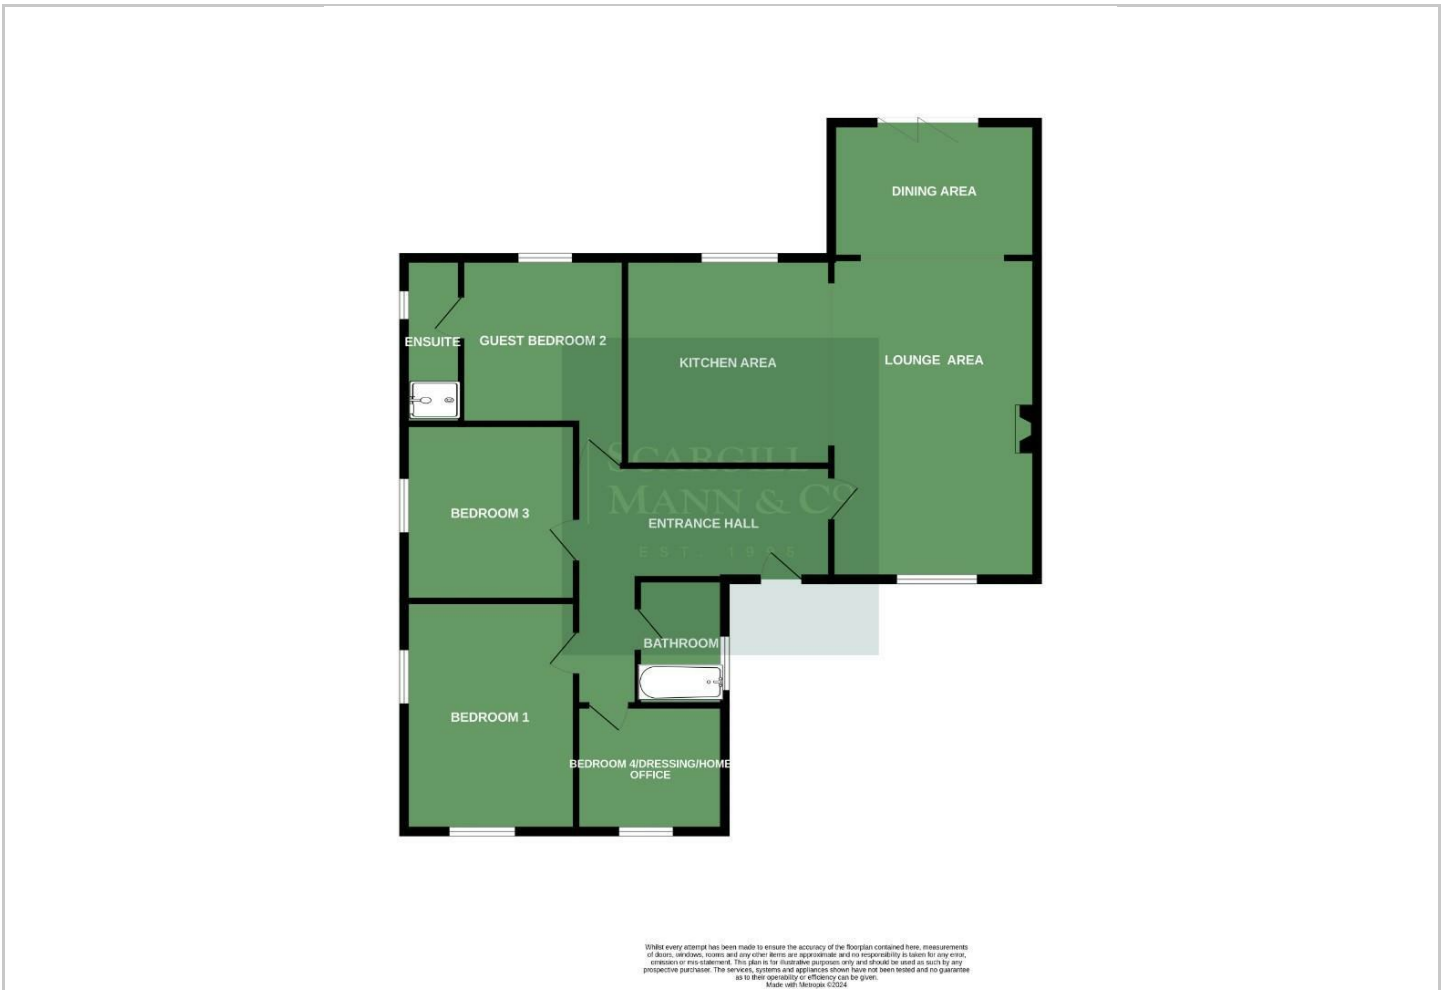 DINING AREA
ENSUITE
GUEST BEDROOM 2
KITCHEN AREA
LOUNGE AREA
SCARGILL
MANN & CO
EST. 1995
BEDROOM 3
ENTRANCE HALL
BATHROOM
BEDROOM 1
BEDROOM 4/DRESSING/HOME
OFFICE
Whilst every attempt has been made to ensure the accuracy of the floorplan contained here, measurements
of doors, windows, rooms and any other items are approximate and no responsibility is taken for any error,
omission or mis-statement. This plan is for illustrative purposes only and should be used as such by any
prospective purchaser. The services, systems and appliances shown have not been tested and no guarantee
as to their operability or efficiency can be given.
Made with Metropix ©2024